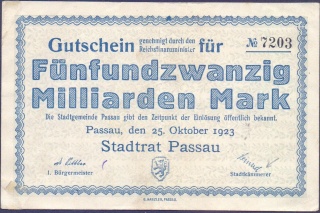 Gutschein genehmigt durch den Reichsfinanzminister für
№ 7203
Fünfundzwanzig
Milliarden Mark
Die Stadtgemeinde Passau gibt den Zeitpunkt der Einlösung öffentlich bekannt.
Passau, den 25. Oktober 1923
Stadtrat Passau
1. Bürgermeister
Stadtkämmerer
PASSAU.